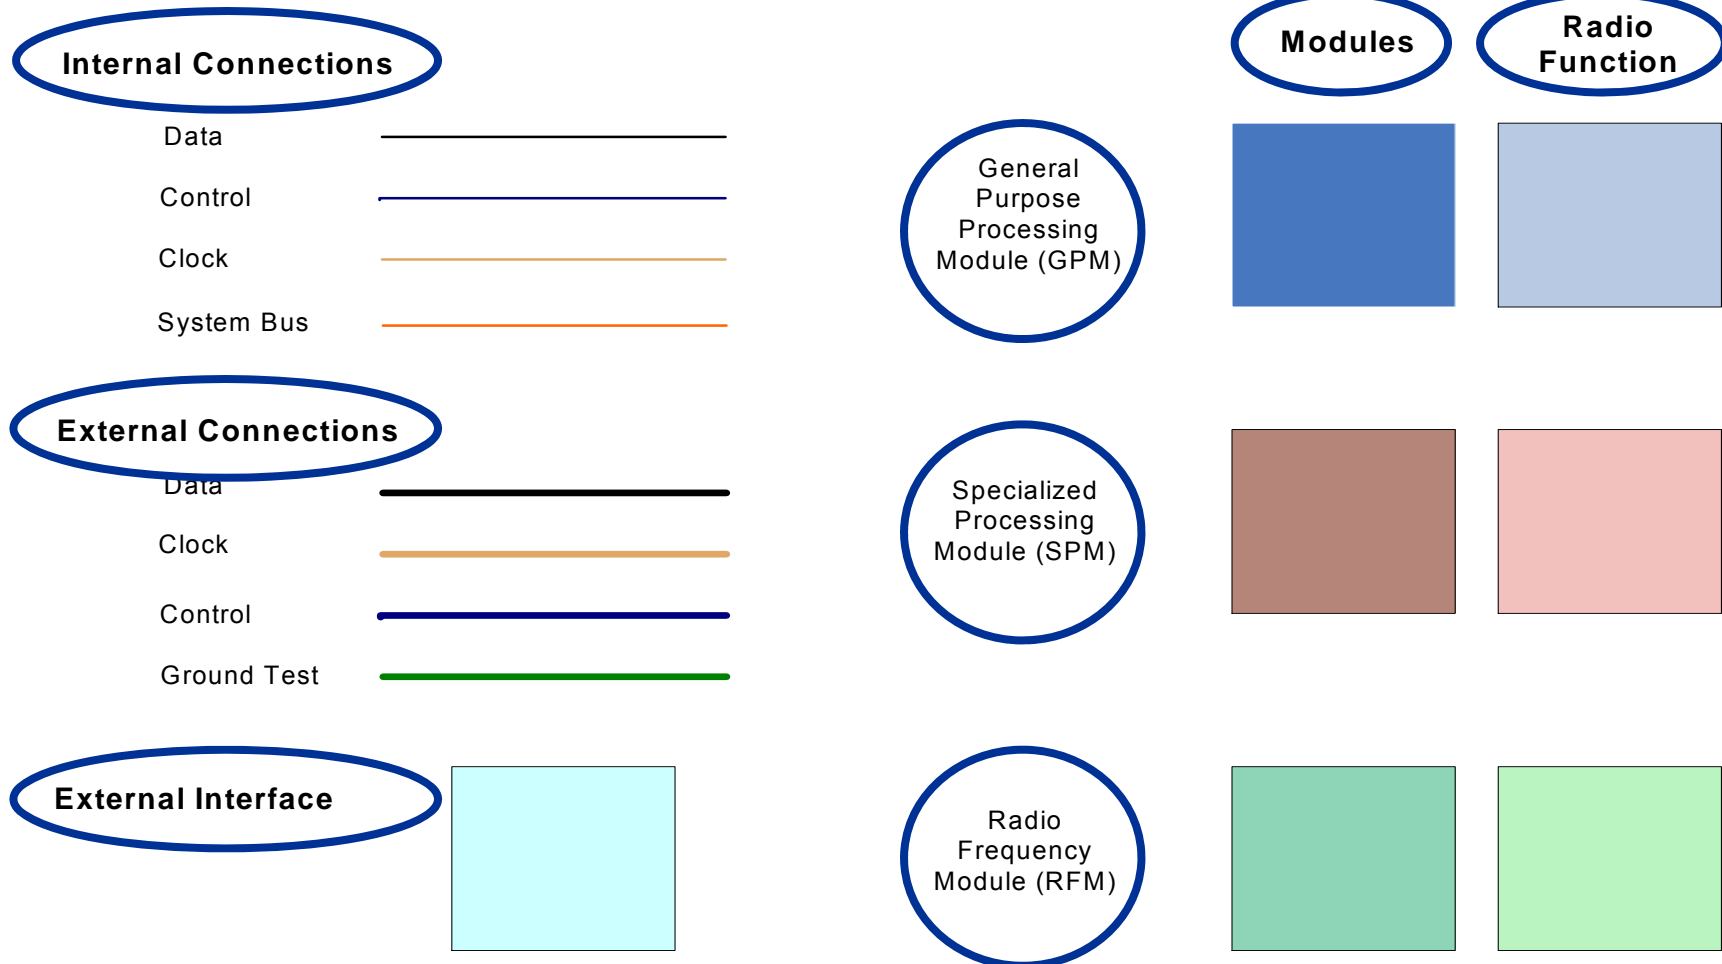 Internal Connections
Data
Control
Clock
System Bus
External Connections
Data
Clock
Control
Ground Test
External Interface
Modules
Radio
Function
General
Purpose
Processing
Module (GPM)
Specialized
Processing
Module (SPM)
Radio
Frequency
Module (RFM)